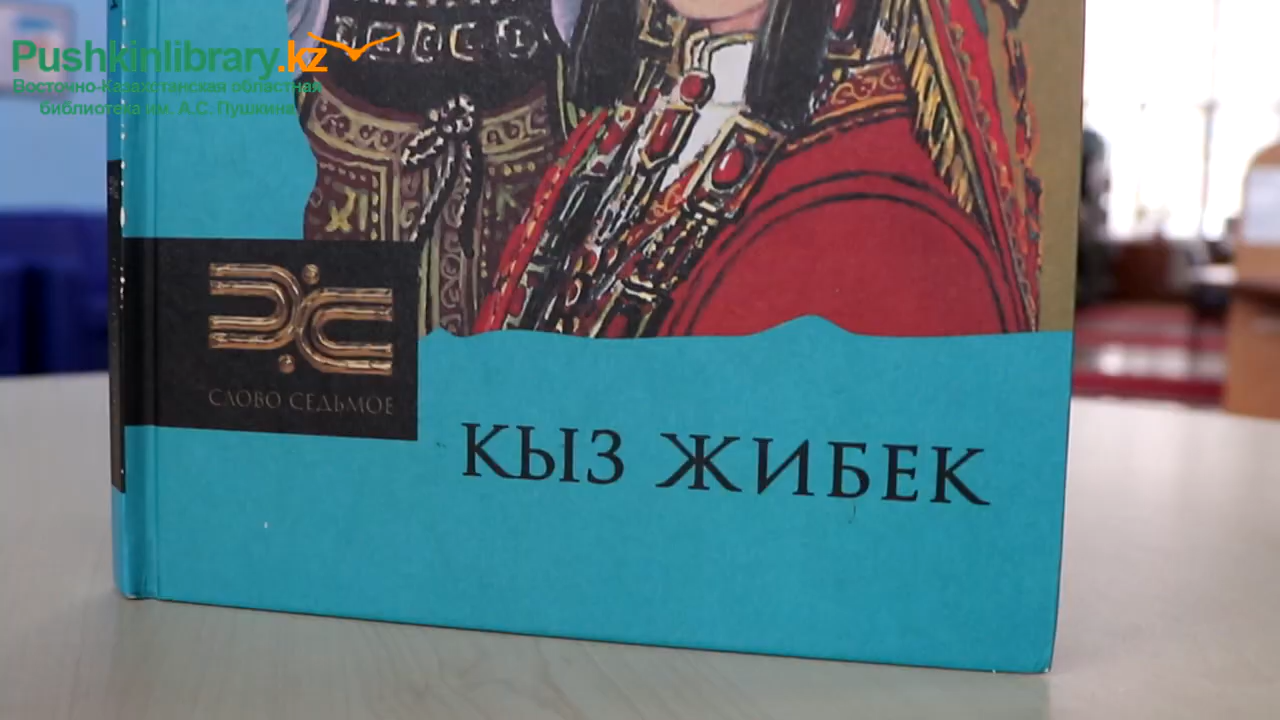 Pushkinlibrary.kz
Восточно-Казахстанская областная
библиотека им. А.С. Пушкина
СЛОВО СЕДЬМОЕ
КЫЗ ЖИБЕК